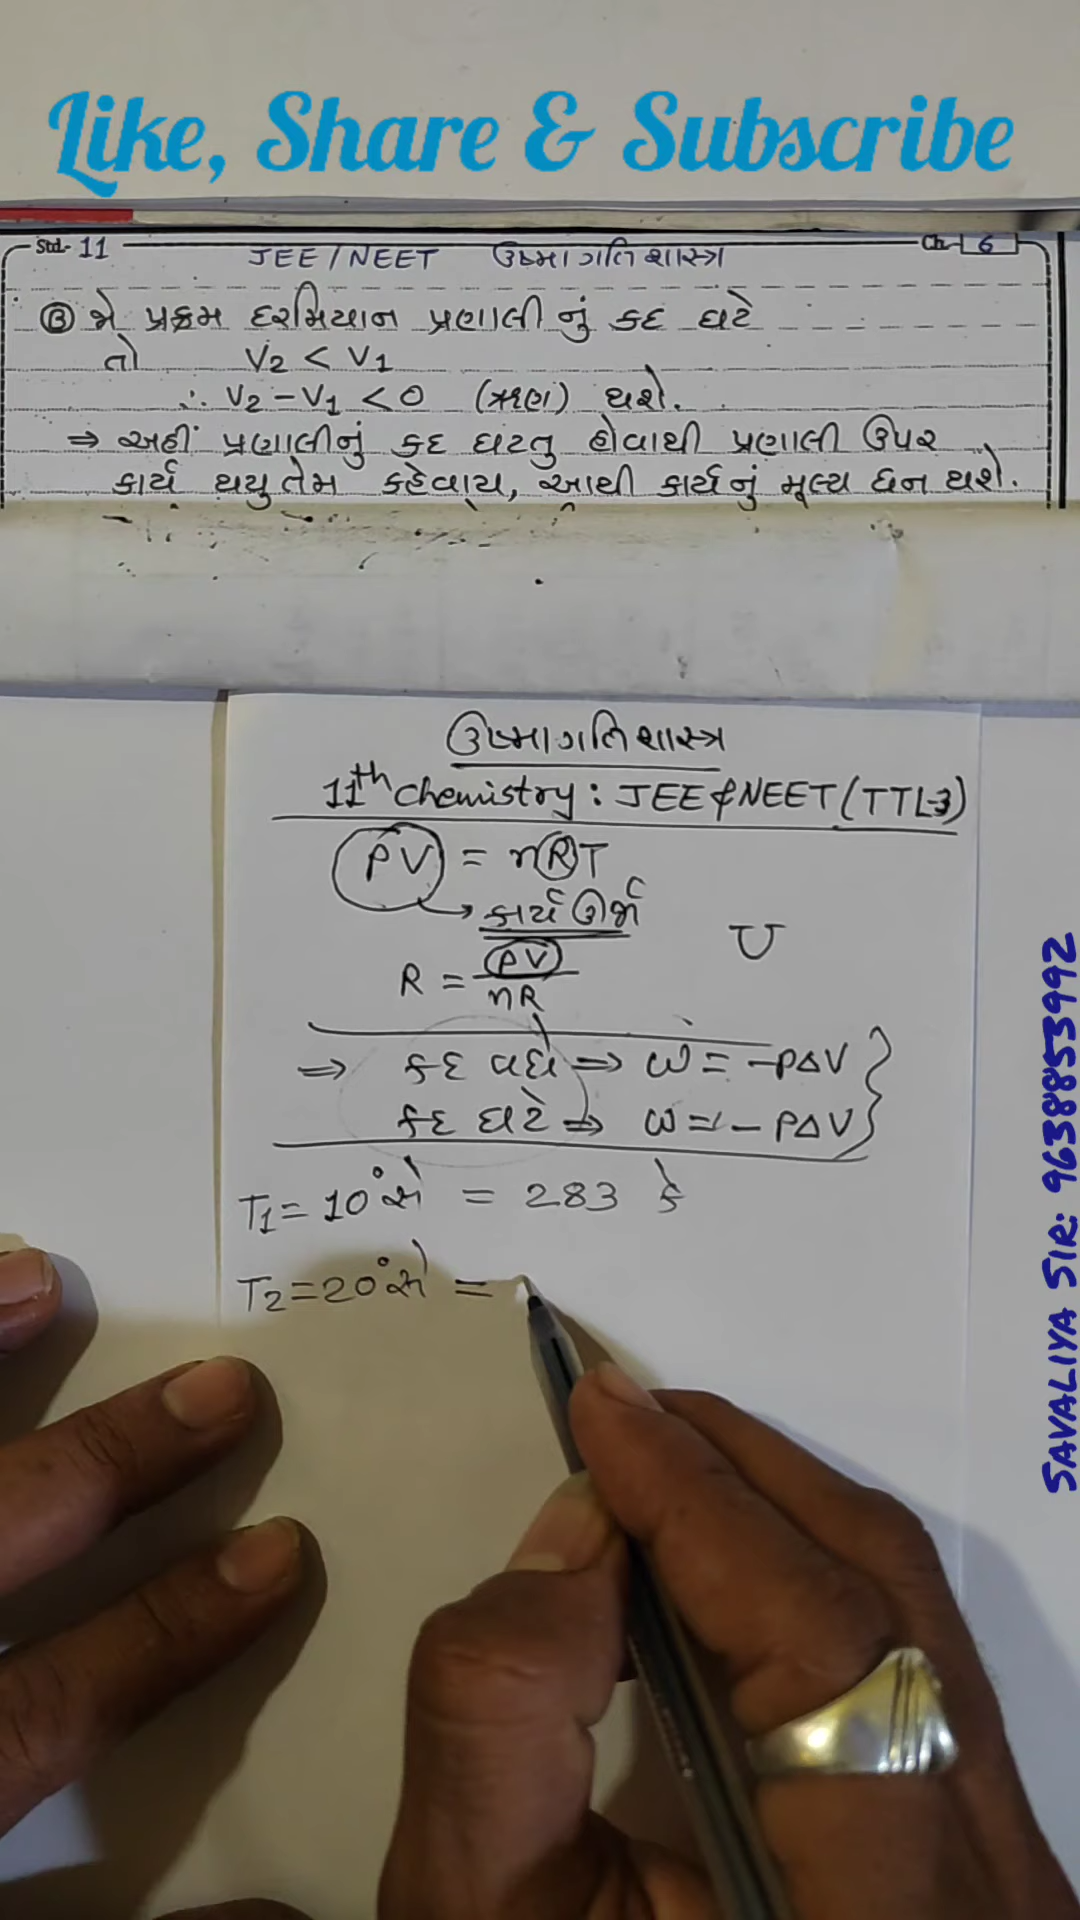 Like, Share & Subscribe
Std- 11 JEE/NEET ઉષ્માગતિશાસ્ત્ર Ch- 6
(B) જો પ્રક્રમ દરમિયાન પ્રણાલીનું કદ ઘટે
તો V2 < V1
∴ V2 – V1 < 0 (ઋણ) થશે.
⇒ અહીં પ્રણાલીનું કદ ઘટતુ હોવાથી પ્રણાલી ઉપર
કાર્ય થયુ તેમ કહેવાય, આથી કાર્યનું મૂલ્ય ધન થશે.
ઉષ્માગતિશાસ્ત્ર
11th chemistry: JEE & NEET (TTL-3)
PV = nRT
→ કાર્ય ઊર્જા
U
R = PV / nR
⇒ કદ વધે ⇒ W = –PΔV
કદ ઘટે ⇒ W = – PΔV
T1 = 10°સે = 283 કે
T2 = 20°સે =
SAVALIYA SIR: 9638853992